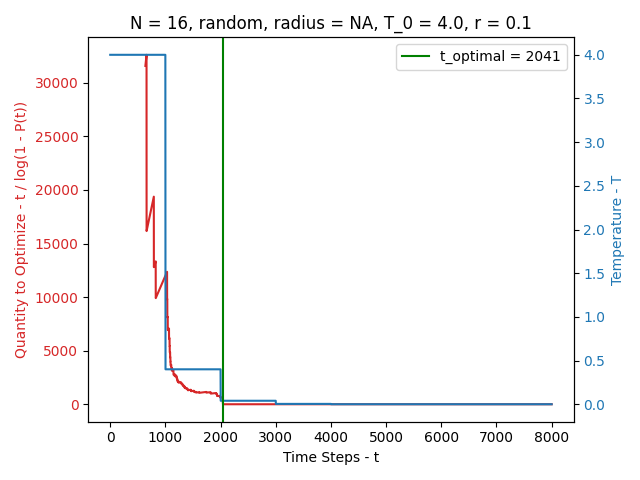 N = 16, random, radius = NA, T_0 = 4.0, r = 0.1
t_optimal = 2041
Quantity to Optimize - t / log(1 - P(t))
30000
25000
20000
15000
10000
5000
0
4.0
3.5
3.0
2.5
2.0
1.5
1.0
0.5
0.0
Temperature - T
0 1000 2000 3000 4000 5000 6000 7000 8000
Time Steps - t